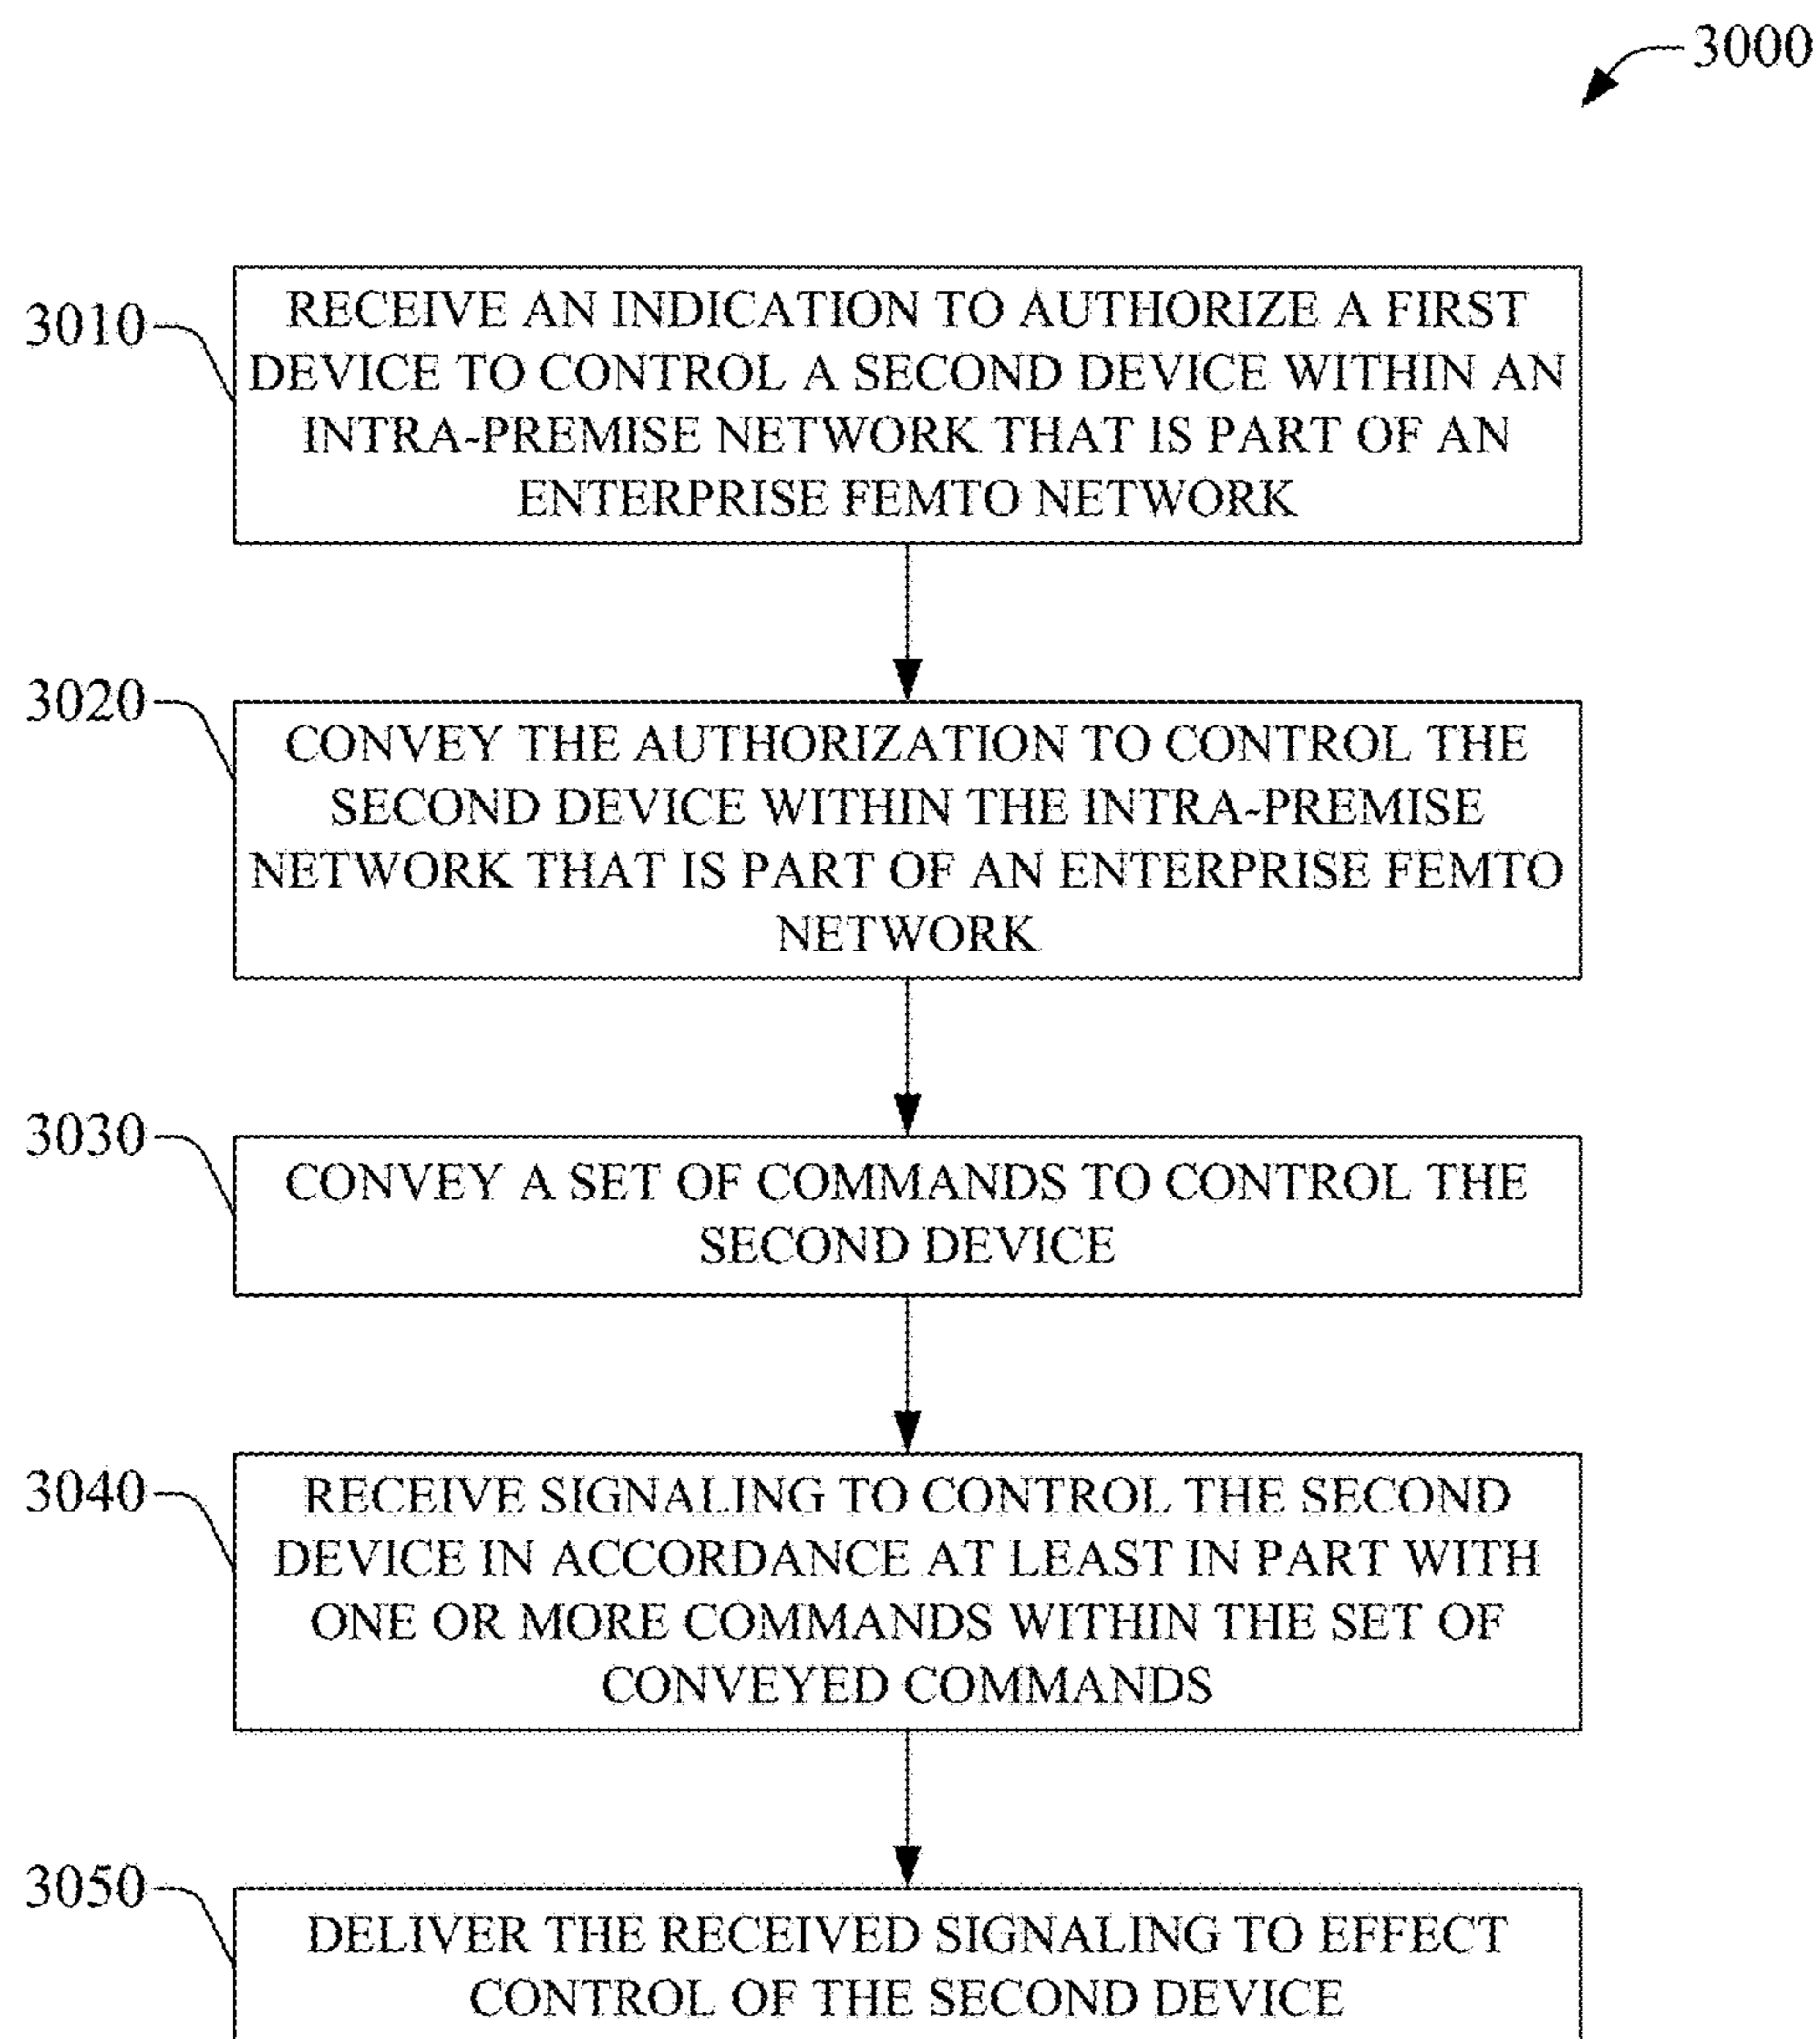 3000
3010
RECEIVE AN INDICATION TO AUTHORIZE A FIRST
DEVICE TO CONTROL A SECOND DEVICE WITHIN AN
INTRA-PREMISE NETWORK THAT IS PART OF AN
ENTERPRISE FEMTO NETWORK
3020
CONVEY THE AUTHORIZATION TO CONTROL THE
SECOND DEVICE WITHIN THE INTRA-PREMISE
NETWORK THAT IS PART OF AN ENTERPRISE FEMTO
NETWORK
3030
CONVEY A SET OF COMMANDS TO CONTROL THE
SECOND DEVICE
3040
RECEIVE SIGNALING TO CONTROL THE SECOND
DEVICE IN ACCORDANCE AT LEAST IN PART WITH
ONE OR MORE COMMANDS WITHIN THE SET OF
CONVEYED COMMANDS
3050
DELIVER THE RECEIVED SIGNALING TO EFFECT
CONTROL OF THE SECOND DEVICE